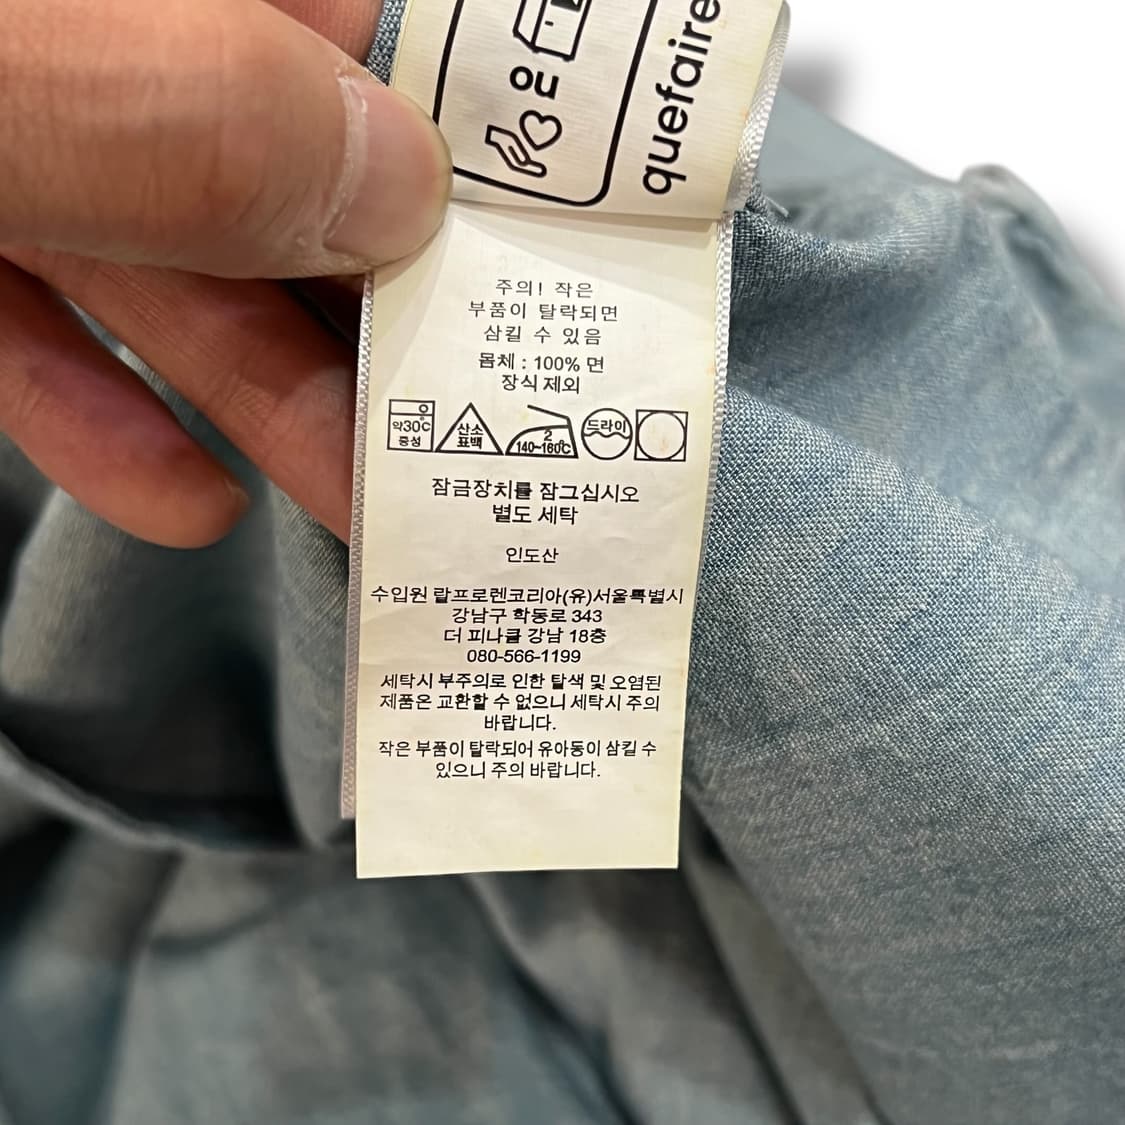 ou
quefaire
주의! 작은
부품이 탈락되면
삼킬 수 있음
몸체 : 100% 면
장식 제외
약30℃
중성
산소
표백
2
140~160℃
드라이
잠금장치를 잠그십시오
별도 세탁
인도산
수입원 랄프로렌코리아(유)서울특별시
강남구 학동로 343
더 피나클 강남 18층
080-566-1199
세탁시 부주의로 인한 탈색 및 오염된
제품은 교환할 수 없으니 세탁시 주의
바랍니다.
작은 부품이 탈락되어 유아동이 삼킬 수
있으니 주의 바랍니다.